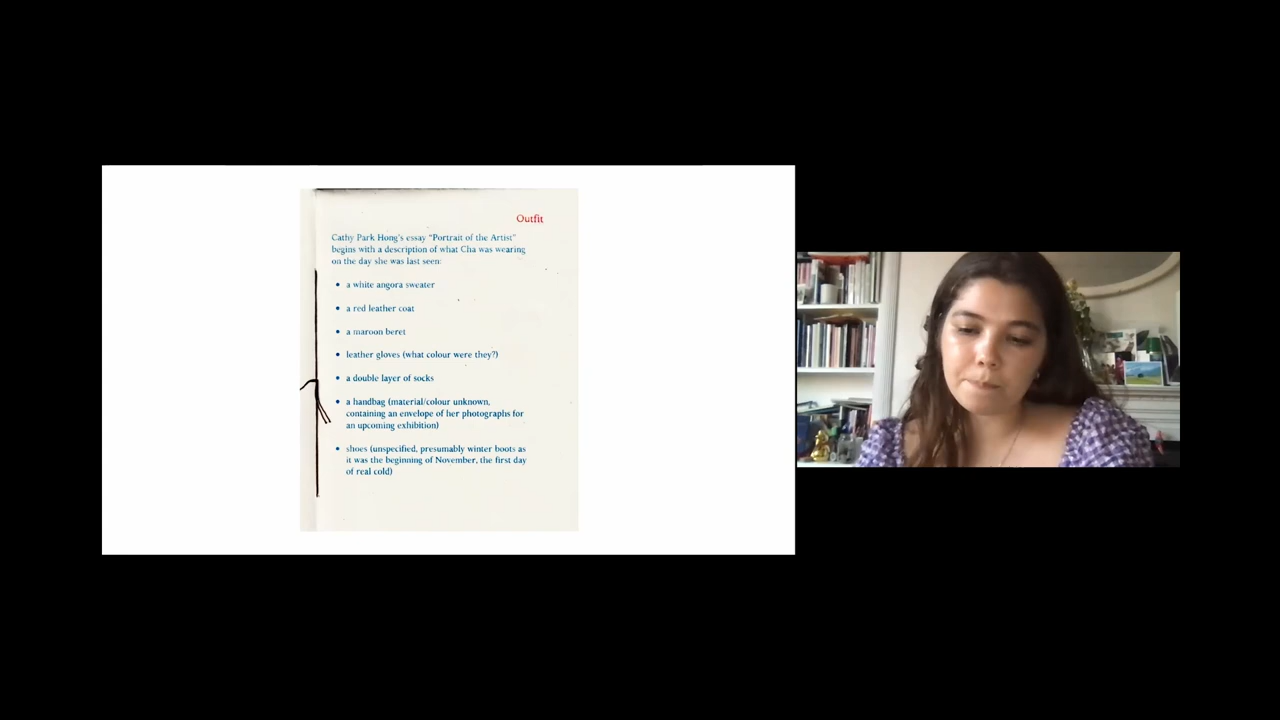 Outfit
Cathy Park Hong's essay "Portrait of the Artist"
begins with a description of what Cha was wearing
on the day she was last seen:
• a white angora sweater
• a red leather coat
• a maroon beret
• leather gloves (what colour were they?)
• a double layer of socks
• a handbag (material/colour unknown,
containing an envelope of her photographs for
an upcoming exhibition)
• shoes (unspecified, presumably winter boots as
it was the beginning of November, the first day
of real cold)